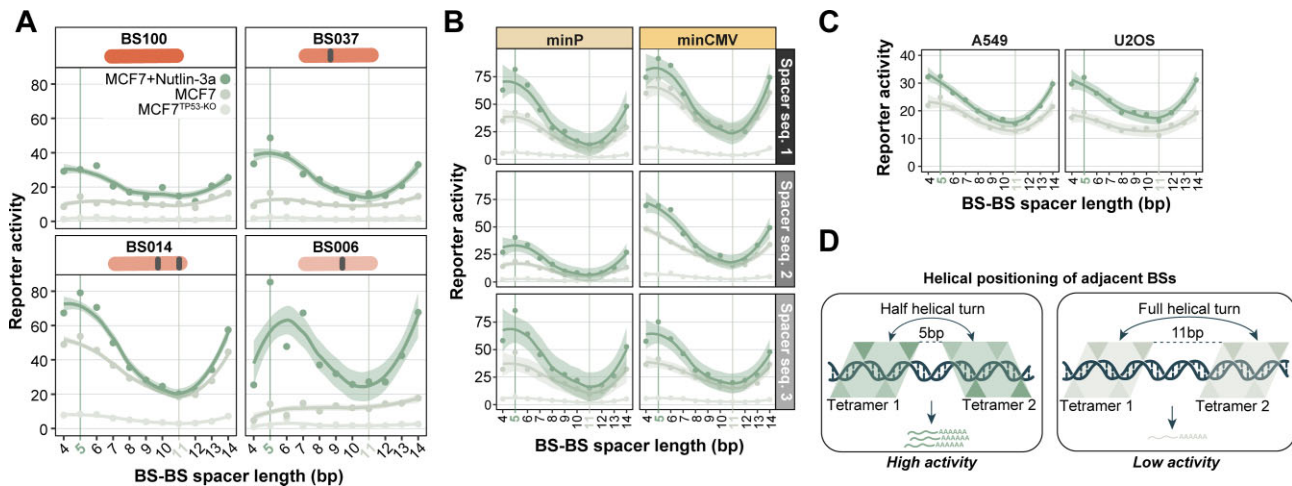 A
BS100
BS037
MCF7+Nutlin-3a
MCF7
MCF7TP53-KO
80
60
40
20
0
BS014
BS006
80
60
40
20
0
Reporter activity
4 5 6 7 8 9 10 11 12 13 14
4 5 6 7 8 9 10 11 12 13 14
BS-BS spacer length (bp)
B
minP
minCMV
75
50
25
0
Spacer seq. 1
75
50
25
0
Spacer seq. 2
75
50
25
0
Spacer seq. 3
Reporter activity
4 5 6 7 8 9 10 11 12 13 14
4 5 6 7 8 9 10 11 12 13 14
BS-BS spacer length (bp)
C
A549
U2OS
40
30
20
10
0
Reporter activity
4 5 6 7 8 9 10 11 12 13 14
4 5 6 7 8 9 10 11 12 13 14
BS-BS spacer length (bp)
D
Helical positioning of adjacent BSs
Half helical turn
5bp
Tetramer 1
Tetramer 2
AAAAAA
AAAAAA
AAAAAA
High activity
Full helical turn
11bp
Tetramer 1
Tetramer 2
AAAAAA
Low activity